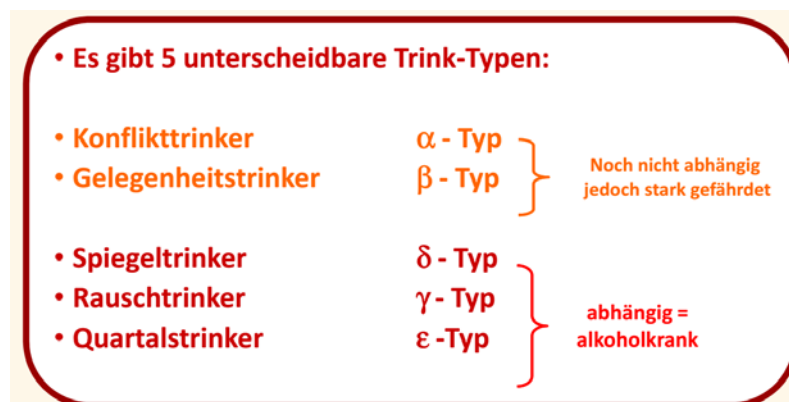 • Es gibt 5 unterscheidbare Trink-Typen:
• Konflikttrinker α - Typ
• Gelegenheitstrinker β - Typ
Noch nicht abhängig
jedoch stark gefährdet
• Spiegeltrinker δ - Typ
• Rauschtrinker γ - Typ
• Quartalstrinker ε -Typ
abhängig =
alkoholkrank